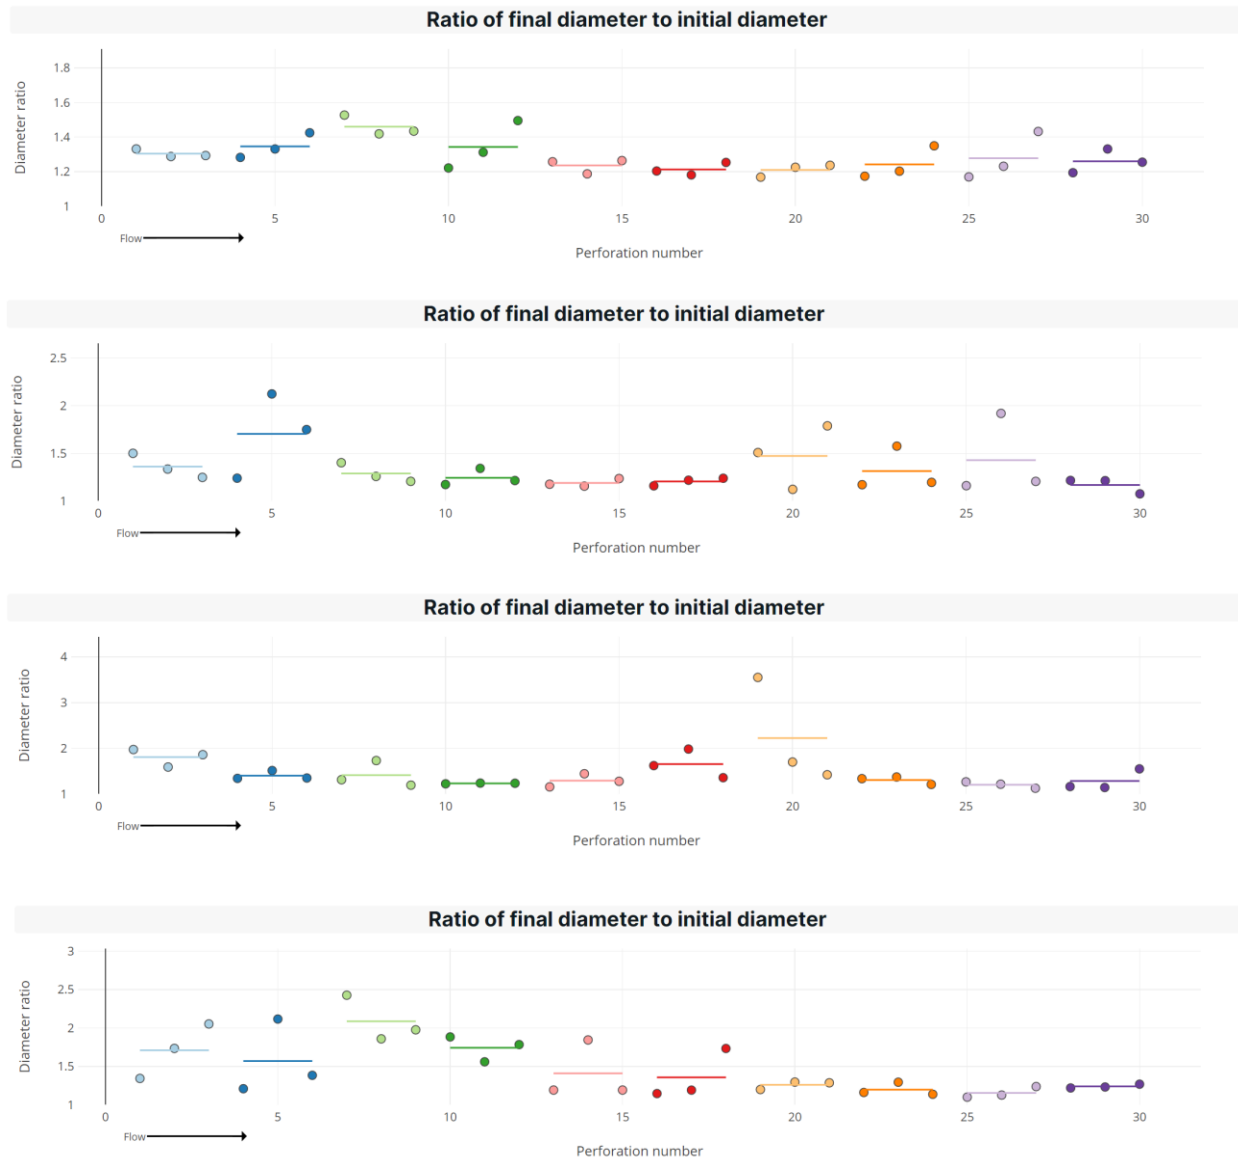 Ratio of final diameter to initial diameter
Diameter ratio
1.8
1.6
1.4
1.2
1
0 5 10 15 20 25 30
Flow
Perforation number
Ratio of final diameter to initial diameter
Diameter ratio
2.5
2
1.5
1
0 5 10 15 20 25 30
Flow
Perforation number
Ratio of final diameter to initial diameter
Diameter ratio
4
3
2
1
0 5 10 15 20 25 30
Flow
Perforation number
Ratio of final diameter to initial diameter
Diameter ratio
3
2.5
2
1.5
1
0 5 10 15 20 25 30
Flow
Perforation number